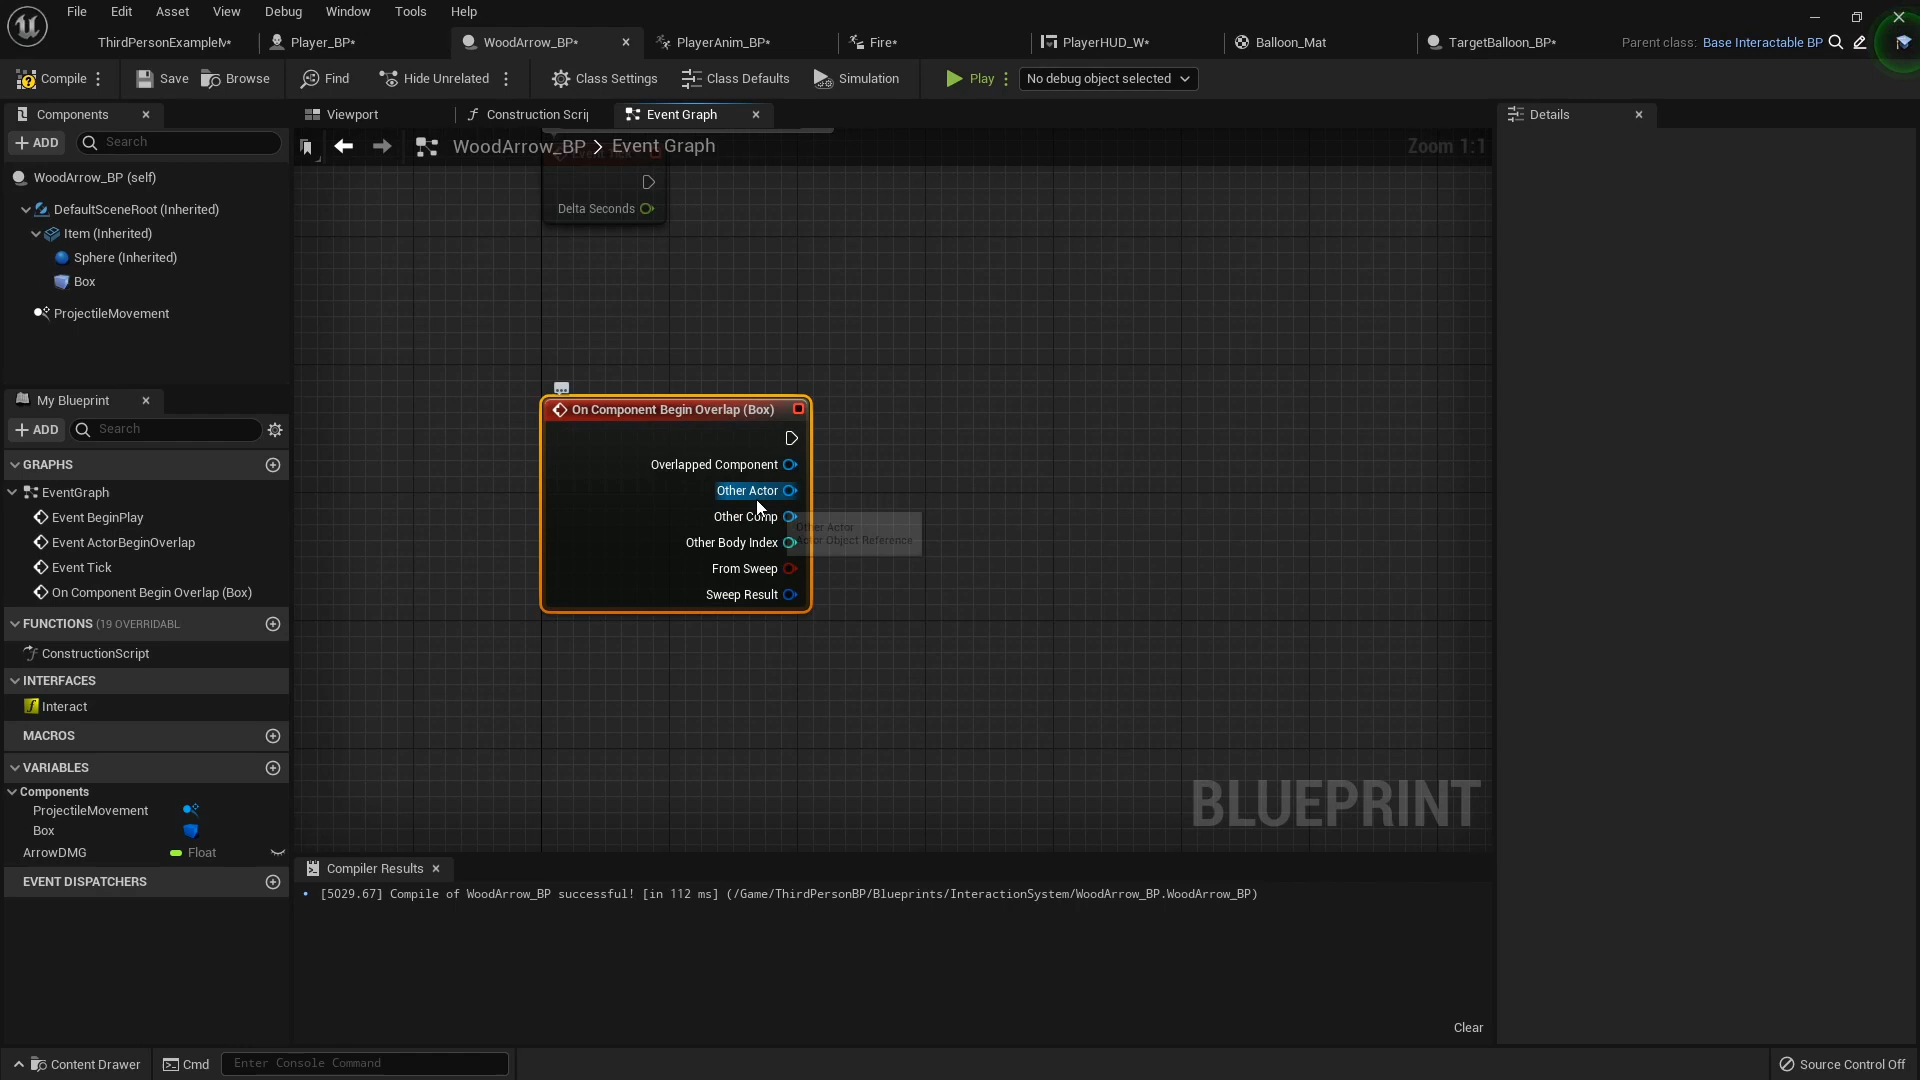 File Edit Asset View Debug Window Tools Help
ThirdPersonExampleM* Player_BP* WoodArrow_BP* PlayerAnim_BP* Fire* PlayerHUD_W* Balloon_Mat TargetBalloon_BP* Parent class: Base Interactable BP
Compile Save Browse Find Hide Unrelated Class Settings Class Defaults Simulation Play No debug object selected
Components Viewport Construction Scrip Event Graph Details
+ ADD Search
WoodArrow_BP > Event Graph Zoom 1:1
WoodArrow_BP (self)
DefaultSceneRoot (Inherited)
Item (Inherited)
Sphere (Inherited)
Box
ProjectileMovement
Delta Seconds
On Component Begin Overlap (Box)
Overlapped Component
Other Actor
Other Comp
Other Body Index
From Sweep
Sweep Result
Other Actor
Actor Object Reference
My Blueprint
+ ADD Search
GRAPHS
EventGraph
Event BeginPlay
Event ActorBeginOverlap
Event Tick
On Component Begin Overlap (Box)
FUNCTIONS (19 OVERRIDABL
ConstructionScript
INTERFACES
Interact
MACROS
VARIABLES
Components
ProjectileMovement
Box
ArrowDMG Float
EVENT DISPATCHERS
BLUEPRINT
Compiler Results
[5029.67] Compile of WoodArrow_BP successful! [in 112 ms] (/Game/ThirdPersonBP/Blueprints/InteractionSystem/WoodArrow_BP.WoodArrow_BP)
Clear
Content Drawer Cmd Enter Console Command Source Control Off